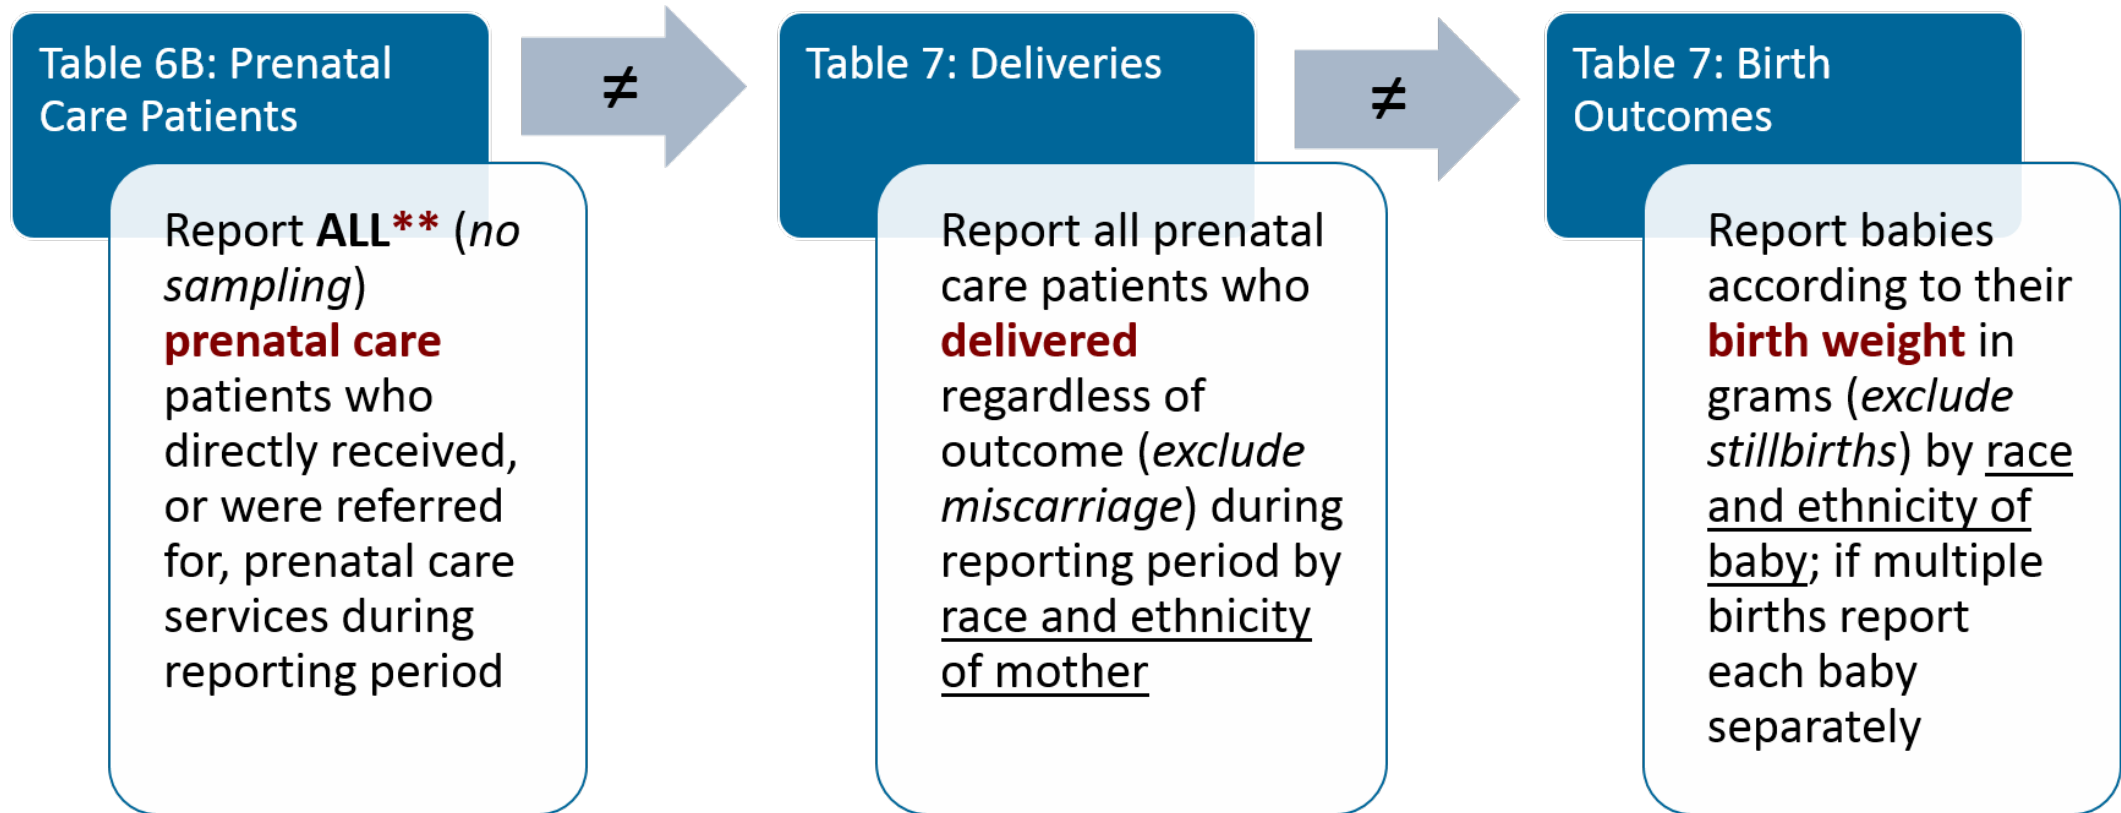 Table 6B: Prenatal
Care Patients
Report ALL** (no
sampling)
prenatal care
patients who
directly received,
or were referred
for, prenatal care
services during
reporting period
≠
Table 7: Deliveries
Report all prenatal
care patients who
delivered
regardless of
outcome (exclude
miscarriage) during
reporting period by
race and ethnicity
of mother
≠
Table 7: Birth
Outcomes
Report babies
according to their
birth weight in
grams (exclude
stillbirths) by race
and ethnicity of
baby; if multiple
births report
each baby
separately